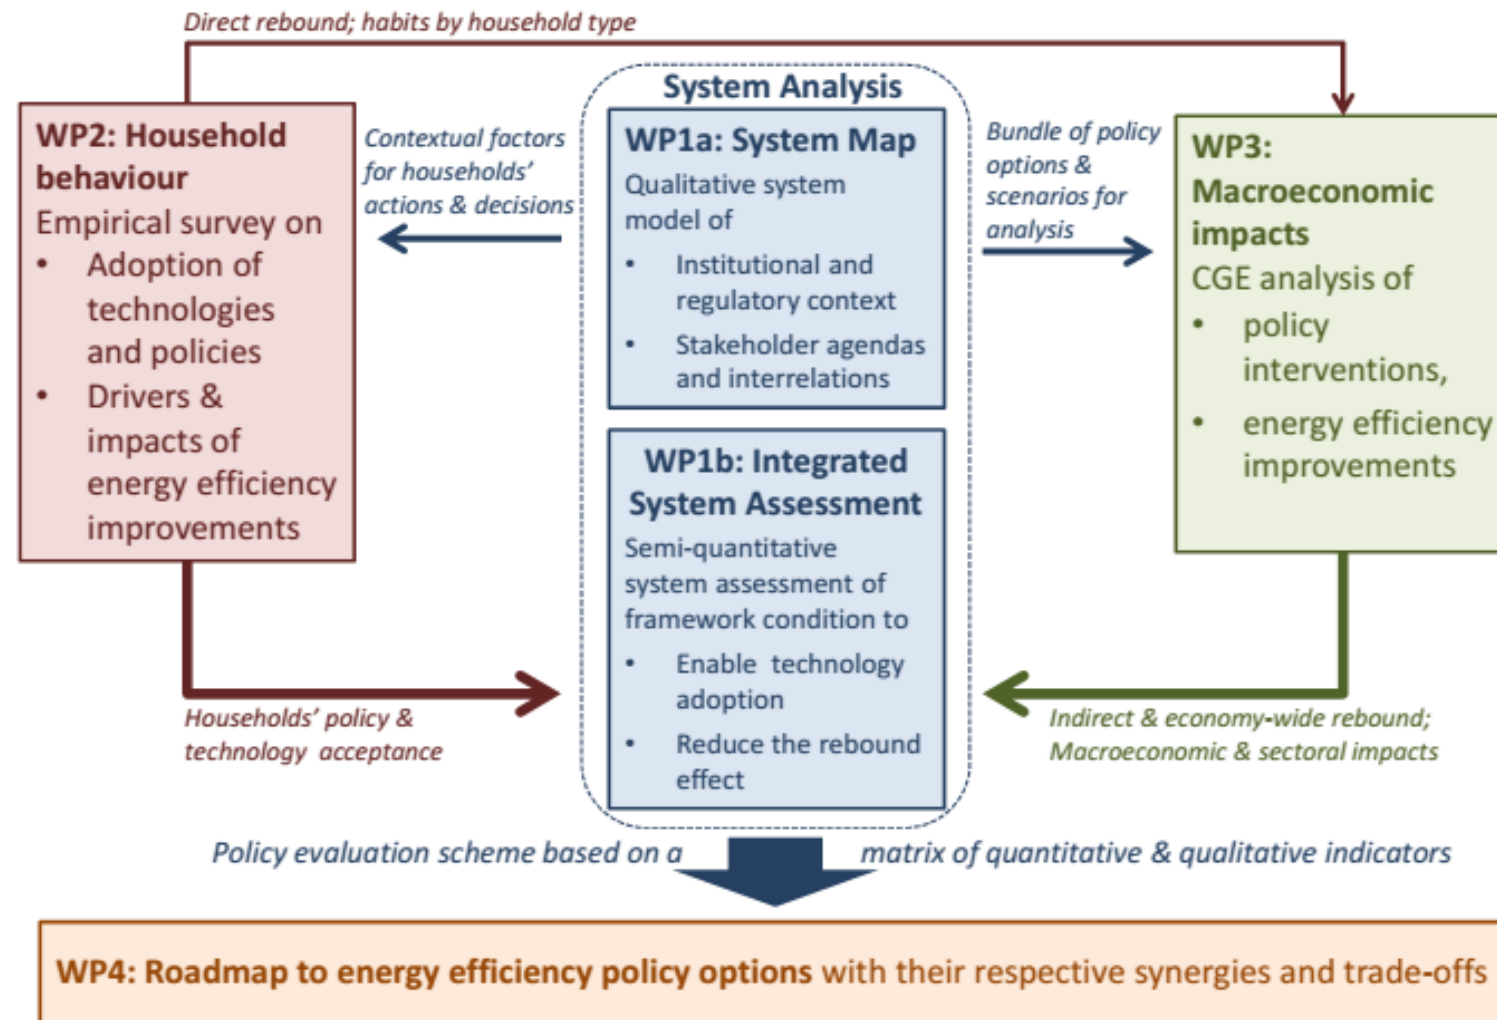 Direct rebound; habits by household type
WP2: Household
behaviour
Empirical survey on
• Adoption of
technologies
and policies
• Drivers &
impacts of
energy efficiency
improvements
Contextual factors
for households'
actions & decisions
System Analysis
WP1a: System Map
Qualitative system
model of
• Institutional and
regulatory context
• Stakeholder agendas
and interrelations
WP1b: Integrated
System Assessment
Semi-quantitative
system assessment of
framework condition to
• Enable technology
adoption
• Reduce the rebound
effect
Bundle of policy
options &
scenarios for
analysis
WP3:
Macroeconomic
impacts
CGE analysis of
• policy
interventions,
• energy efficiency
improvements
Households' policy &
technology acceptance
Indirect & economy-wide rebound;
Macroeconomic & sectoral impacts
Policy evaluation scheme based on a matrix of quantitative & qualitative indicators
WP4: Roadmap to energy efficiency policy options with their respective synergies and trade-offs